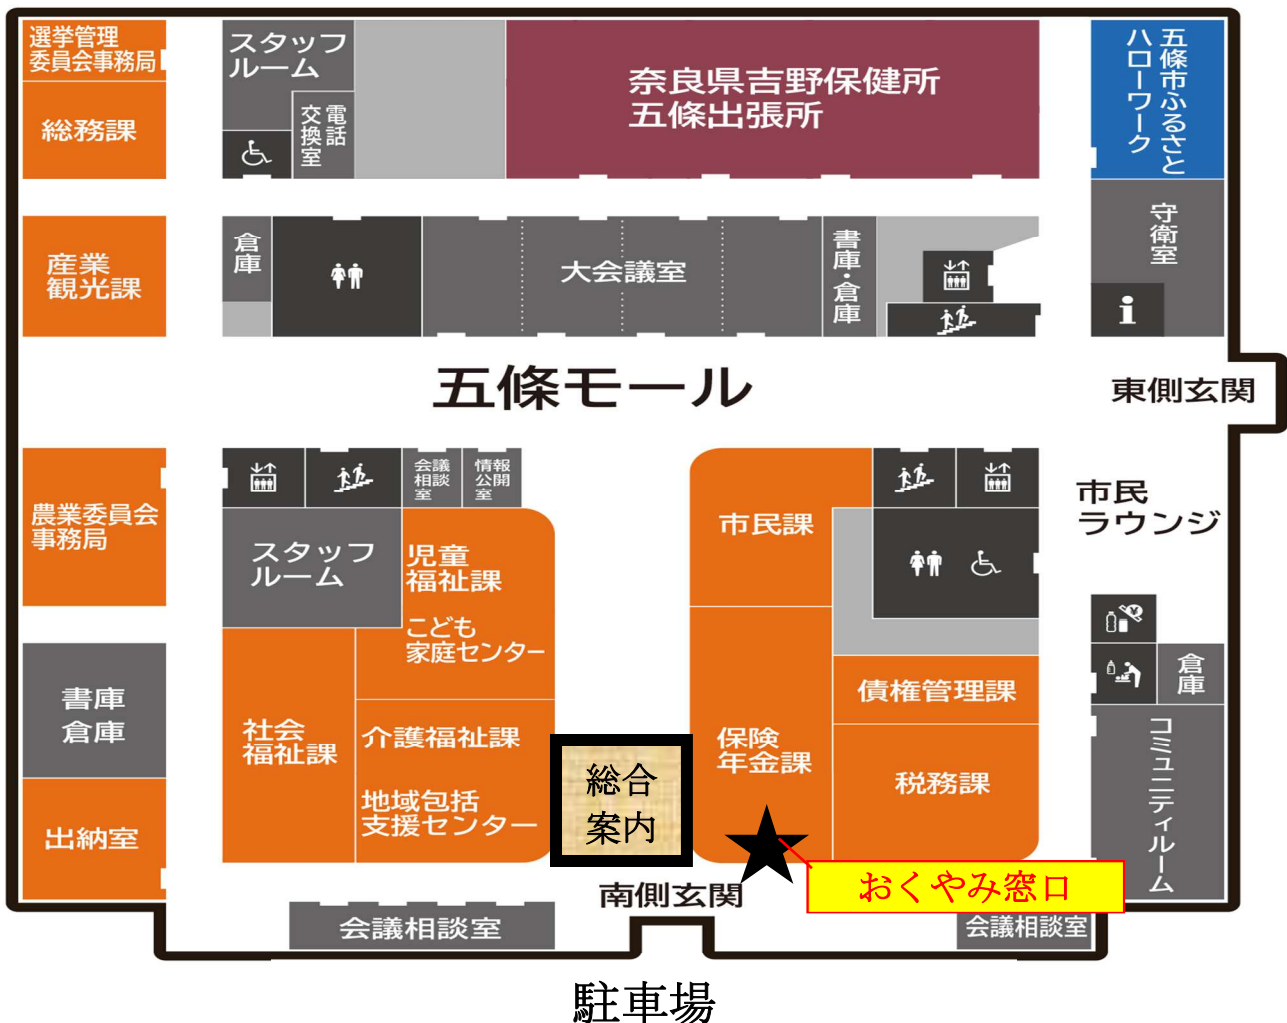 選挙管理
委員会事務局
総務課
スタッフ
ルーム
電話
交換室
奈良県吉野保健所
五條出張所
五條市ふるさと
ハローワーク
産業
観光課
倉庫
大会議室
書庫・倉庫
守衛室
i
五條モール
東側玄関
農業委員会
事務局
会議
相談
室
情報
公開
室
スタッフ
ルーム
児童
福祉課
こども
家庭センター
市民課
市民
ラウンジ
書庫
倉庫
社会
福祉課
介護福祉課
地域包括
支援センター
総合
案内
保険
年金課
債権管理課
税務課
倉庫
コミュニティルーム
出納室
おくやみ窓口
南側玄関
会議相談室
会議相談室
駐車場